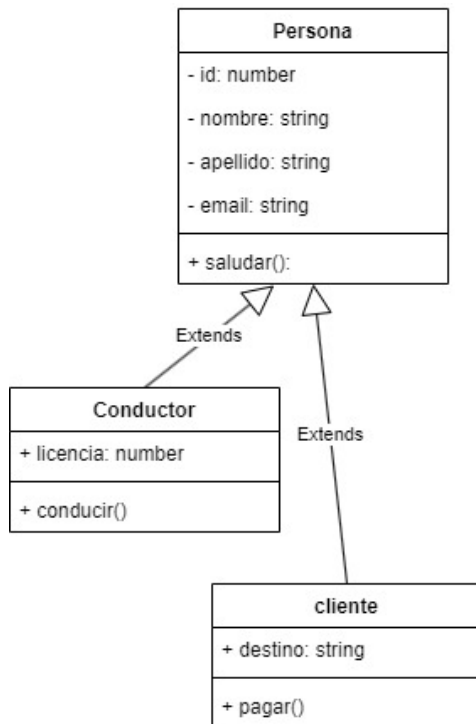 Persona
- id: number
- nombre: string
- apellido: string
- email: string
+ saludar():
Extends
Conductor
+ licencia: number
+ conducir()
Extends
cliente
+ destino: string
+ pagar()